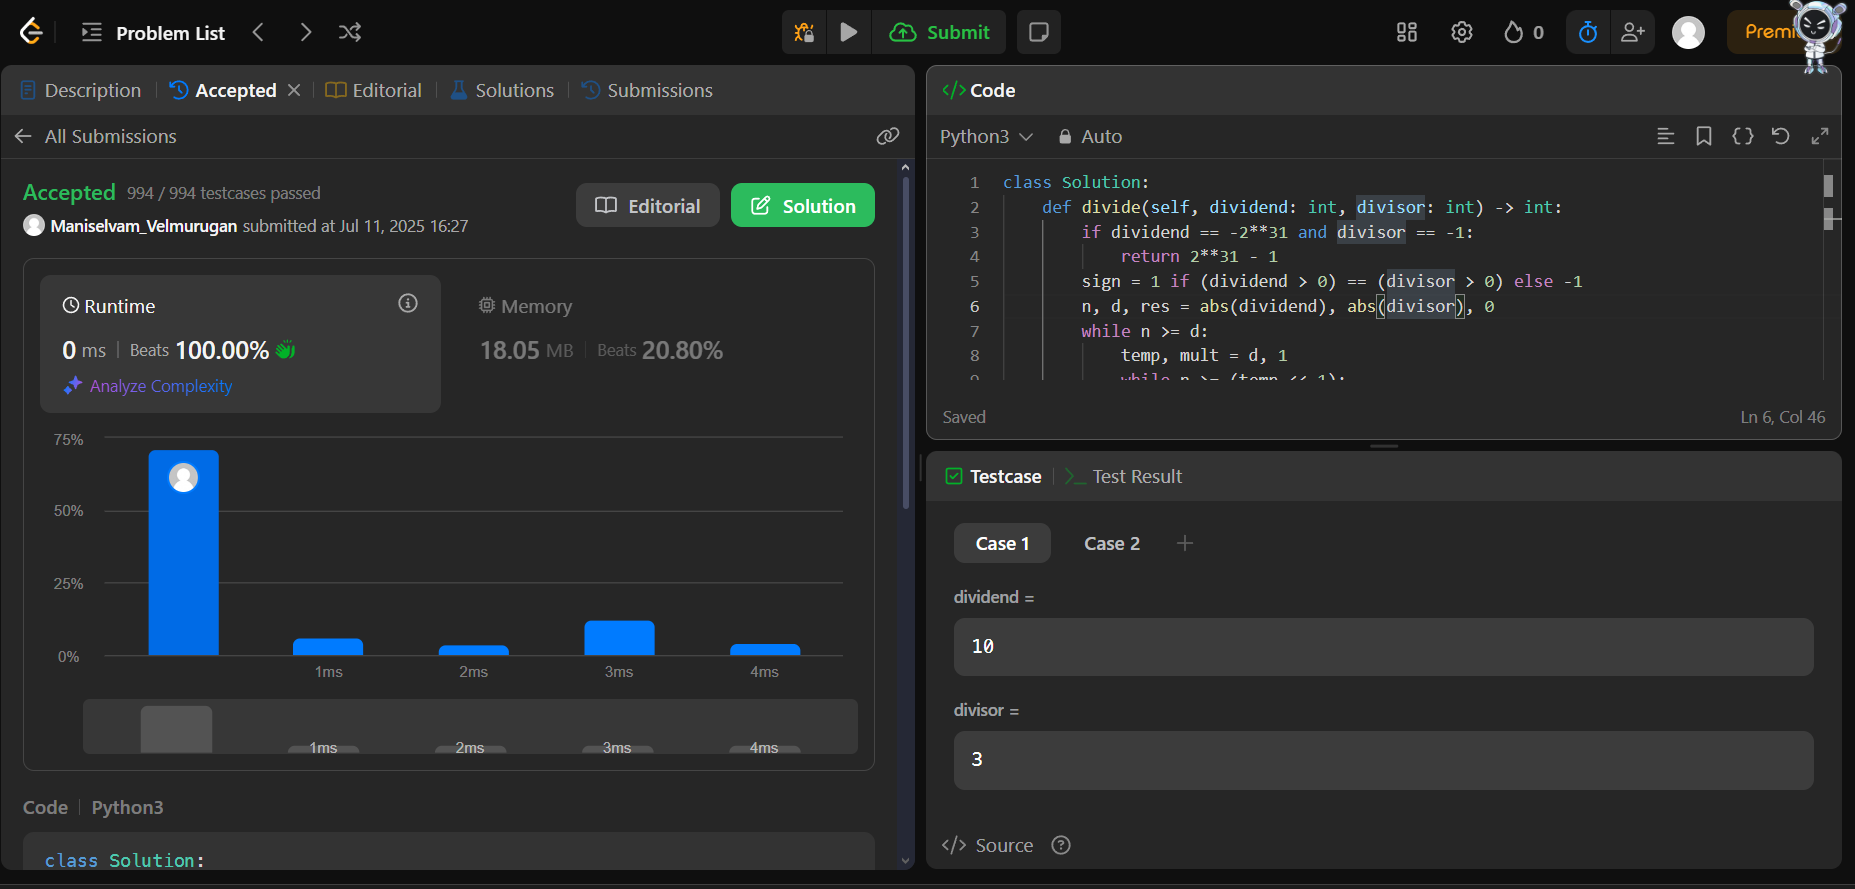 Problem List
Submit
0
Premi
Description
Accepted
Editorial
Solutions
Submissions
All Submissions
Accepted 994 / 994 testcases passed
Maniselvam_Velmurugan submitted at Jul 11, 2025 16:27
Editorial
Solution
Runtime
0 ms | Beats 100.00%
Analyze Complexity
Memory
18.05 MB | Beats 20.80%
75%
50%
25%
0%
1ms 2ms 3ms 4ms
1ms 2ms 3ms 4ms
Code | Python3
class Solution:
</> Code
Python3
Auto
1 class Solution:
2 def divide(self, dividend: int, divisor: int) -> int:
3 if dividend == -2**31 and divisor == -1:
4 return 2**31 - 1
5 sign = 1 if (dividend > 0) == (divisor > 0) else -1
6 n, d, res = abs(dividend), abs(divisor), 0
7 while n >= d:
8 temp, mult = d, 1
9 while n >= (temp << 1):
Saved
Ln 6, Col 46
Testcase
Test Result
Case 1
Case 2
dividend =
10
divisor =
3
</> Source